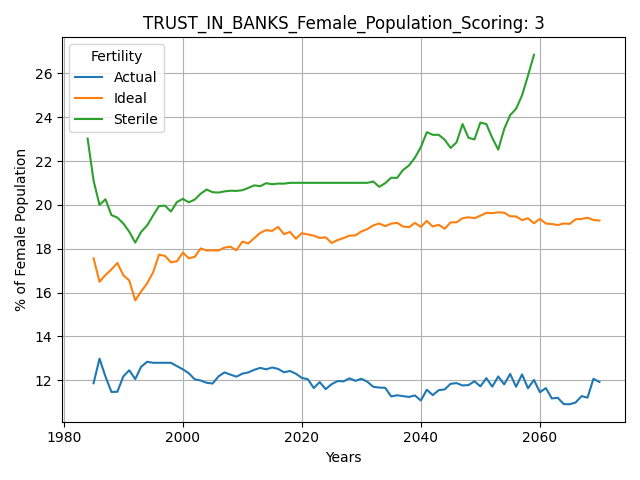 TRUST_IN_BANKS_Female_Population_Scoring: 3
Fertility
Actual
Ideal
Sterile
% of Female Population
26
24
22
20
18
16
14
12
1980
2000
2020
2040
2060
Years